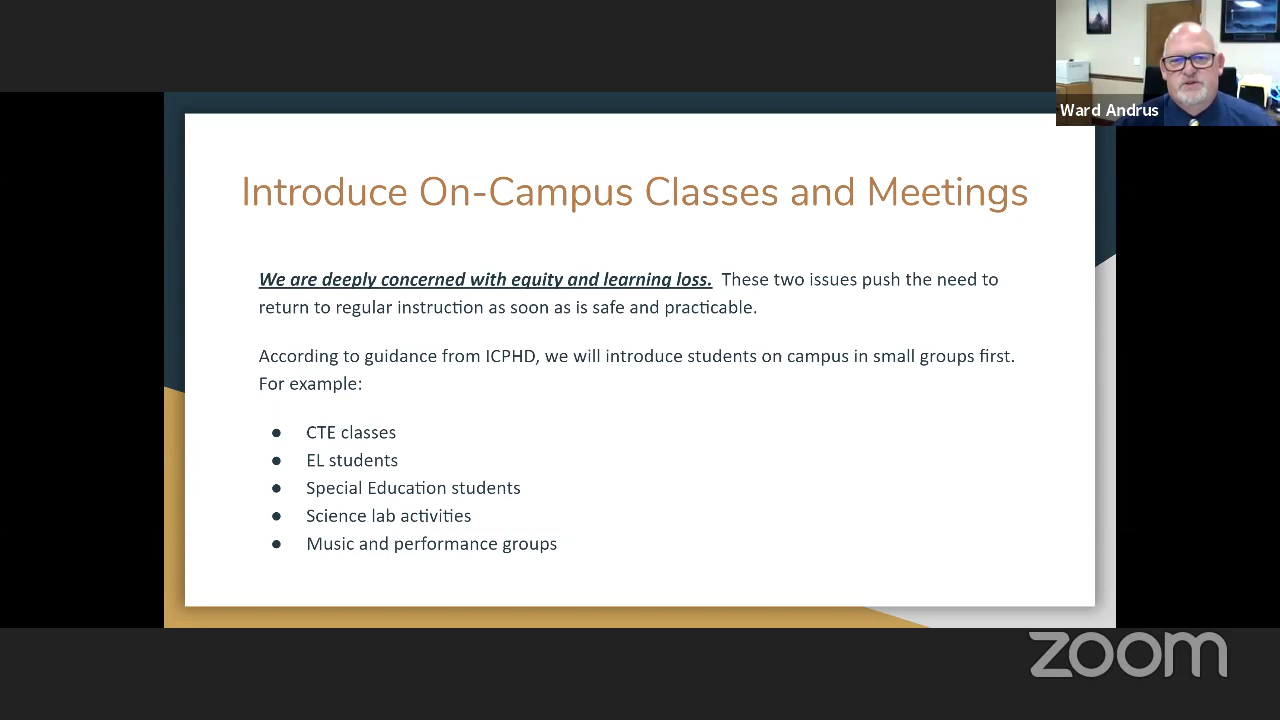 Ward Andrus
Introduce On-Campus Classes and Meetings
We are deeply concerned with equity and learning loss. These two issues push the need to
return to regular instruction as soon as is safe and practicable.
According to guidance from ICPHD, we will introduce students on campus in small groups first.
For example:
● CTE classes
● EL students
● Special Education students
● Science lab activities
● Music and performance groups
zoom